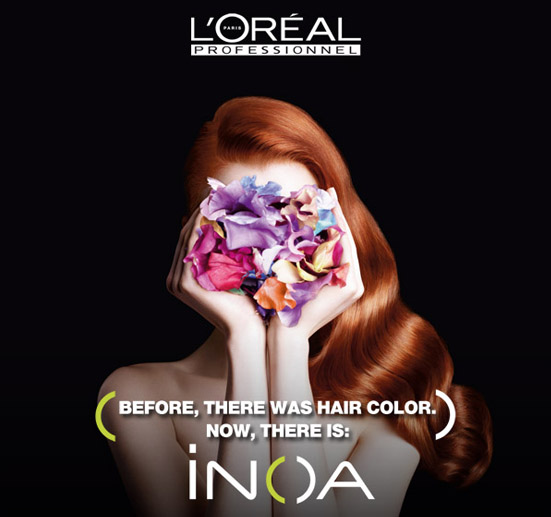 L'ORÉAL
PARIS
PROFESSIONNEL
BEFORE, THERE WAS HAIR COLOR.
NOW, THERE IS:
iNOA